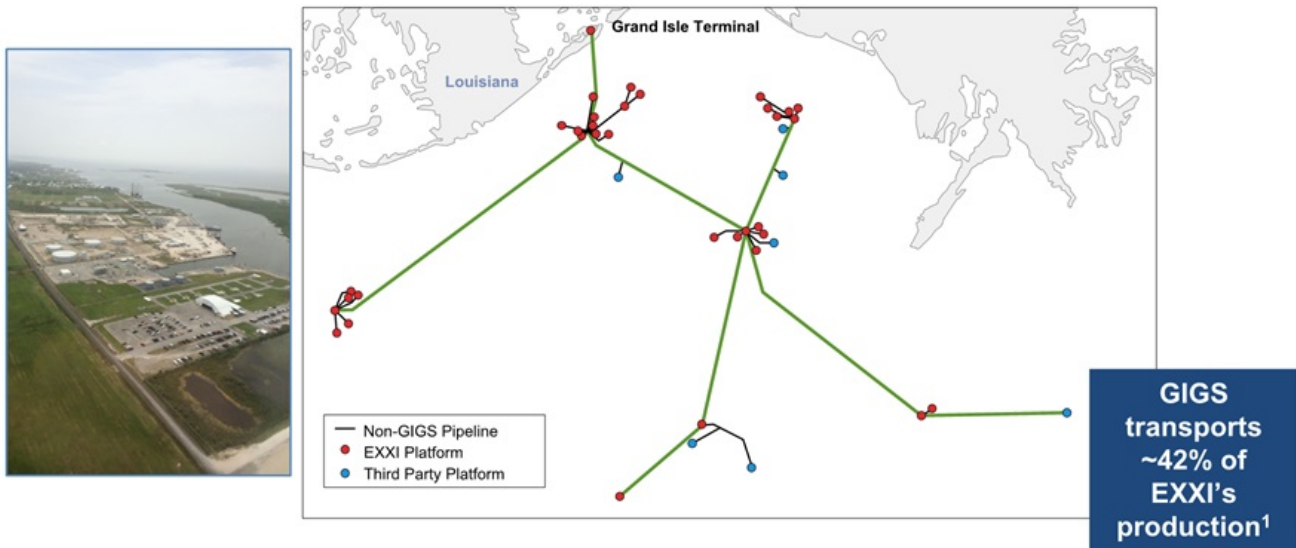 Grand Isle Terminal
Louisiana
Non-GIGS Pipeline
EXXI Platform
Third Party Platform
GIGS
transports
~42% of
EXXI's
production¹